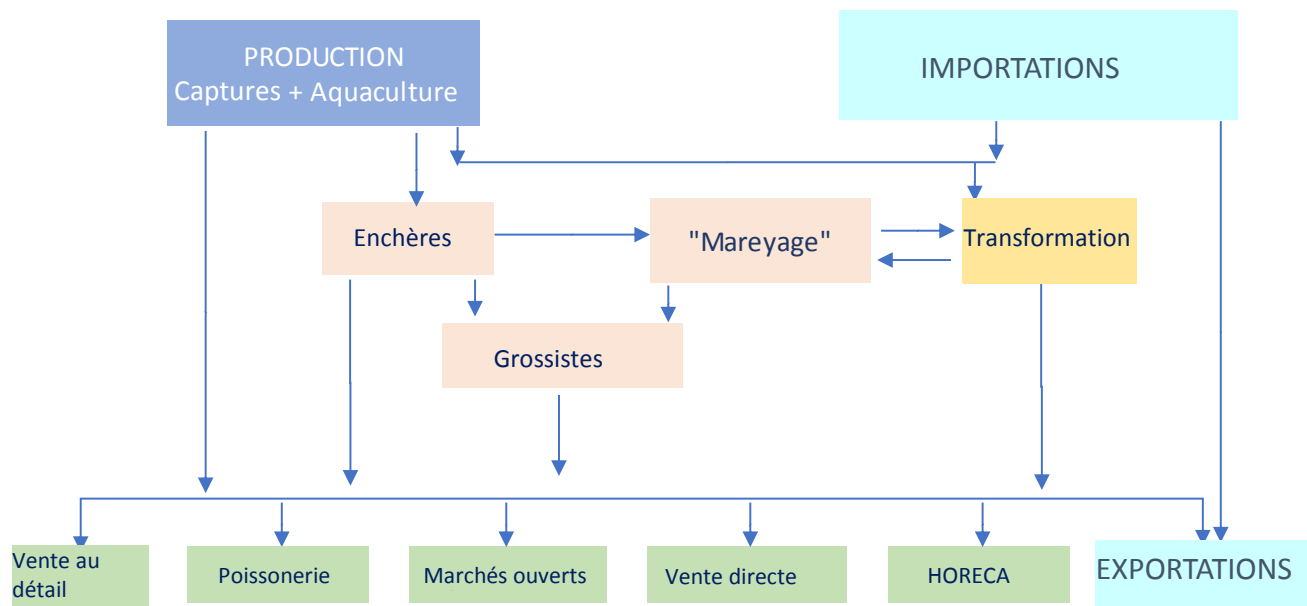 PRODUCTION
Captures + Aquaculture
IMPORTATIONS
Enchères
"Mareyage"
Transformation
Grossistes
Vente au
détail
Poissonerie
Marchés ouverts
Vente directe
HORECA
EXPORTATIONS